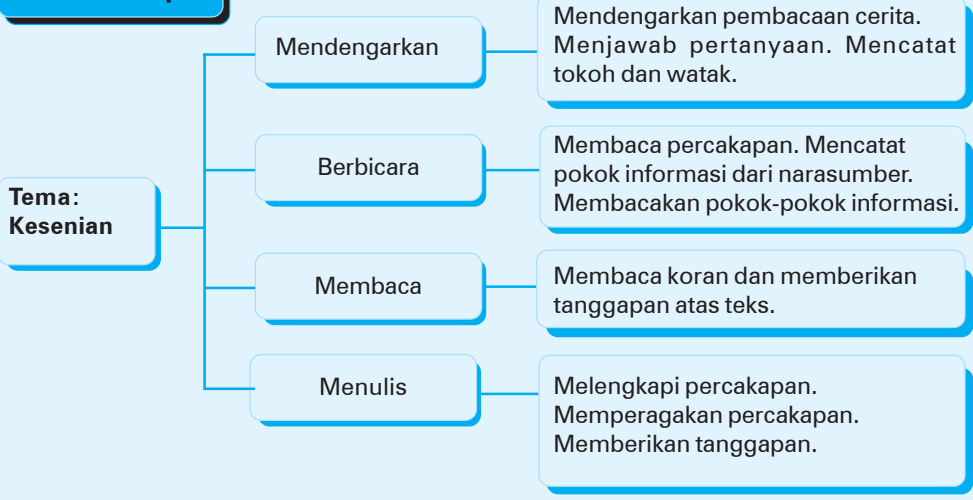 Tema:
Kesenian
Mendengarkan
Mendengarkan pembacaan cerita.
Menjawab pertanyaan. Mencatat
tokoh dan watak.
Berbicara
Membaca percakapan. Mencatat
pokok informasi dari narasumber.
Membacakan pokok-pokok informasi.
Membaca
Membaca koran dan memberikan
tanggapan atas teks.
Menulis
Melengkapi percakapan.
Memperagakan percakapan.
Memberikan tanggapan.